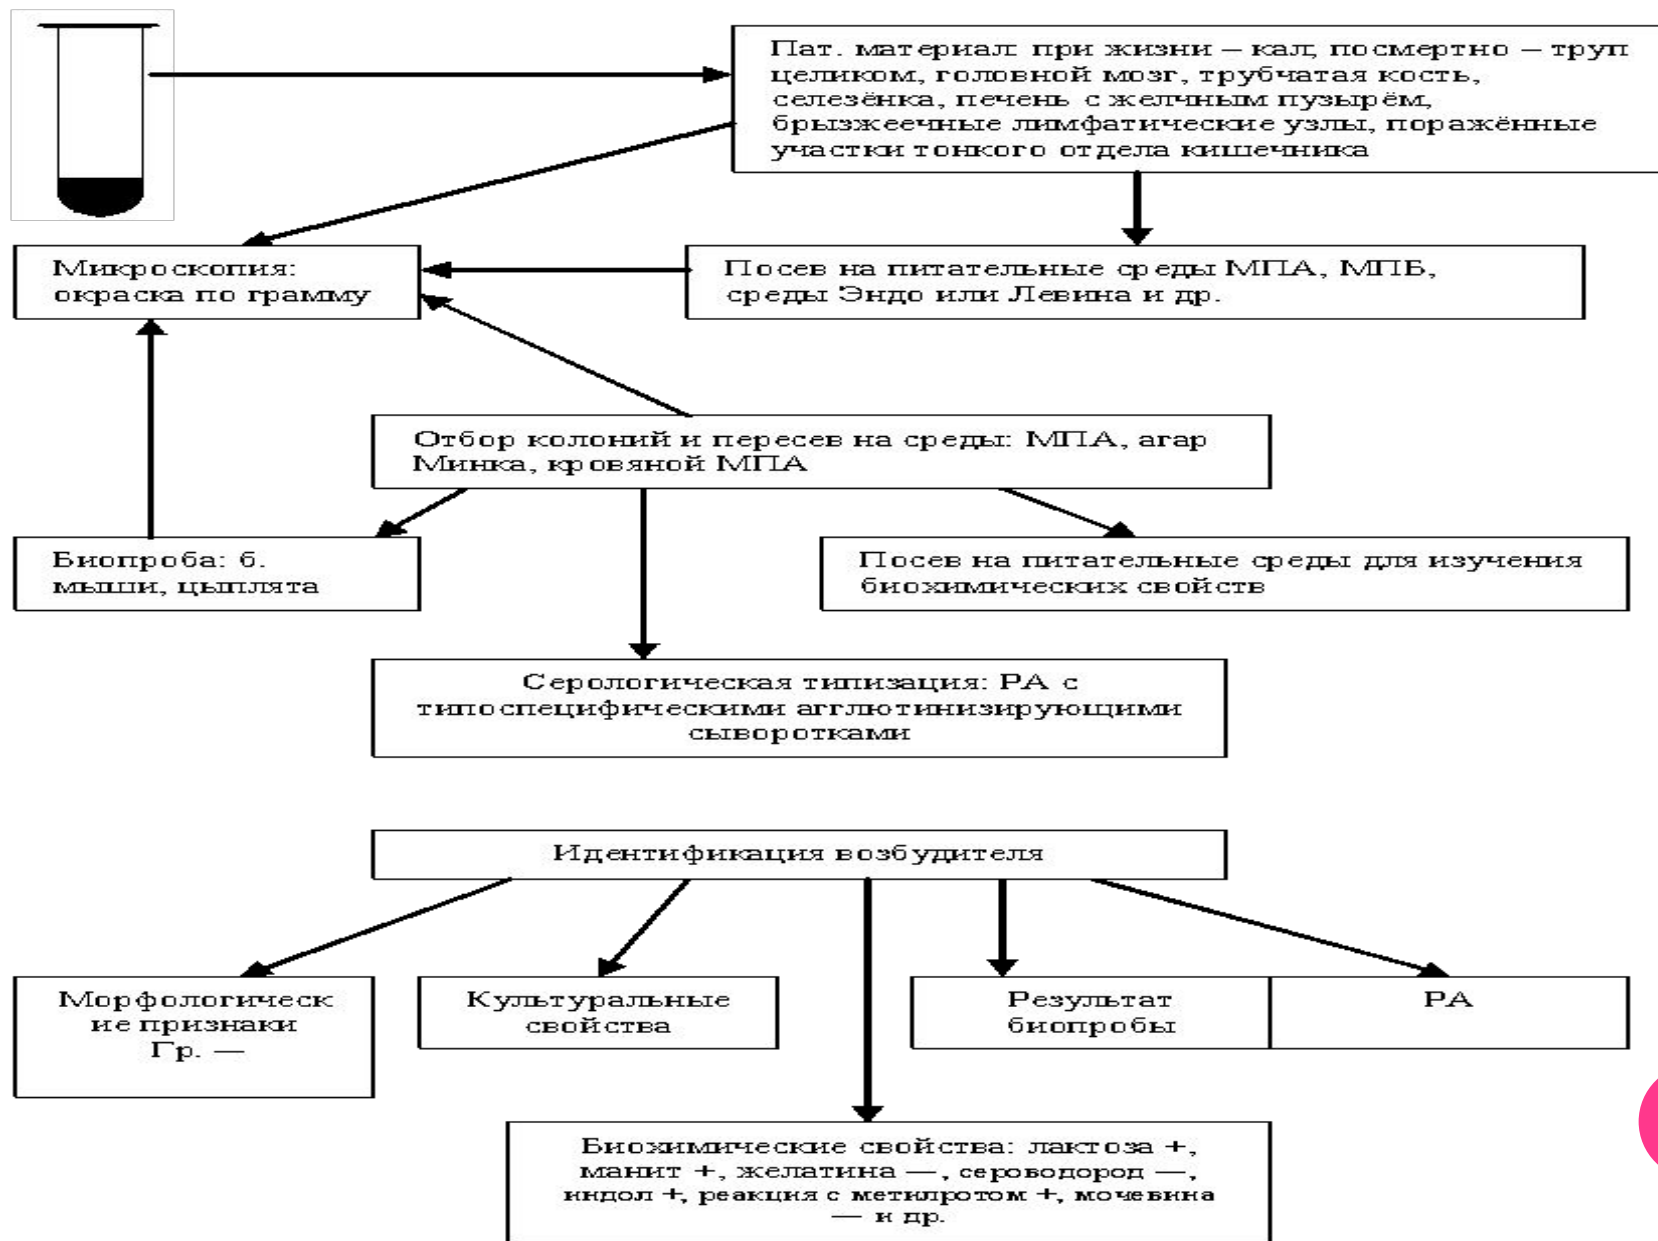 Пат. материал: при жизни – кал, посмертно – труп
целиком, головной мозг, трубчатая кость,
селезёнка, печень с желчным пузырём,
брызжеечные лимфатические узлы, поражённые
участки тонкого отдела кишечника
Микроскопия:
окраска по грамму
Посев на питательные среды МПА, МПБ,
среды Эндо или Левина и др.
Отбор колоний и пересев на среды: МПА, агар
Минка, кровяной МПА
Биопроба: б.
мыши, цыплята
Посев на питательные среды для изучения
биохимических свойств
Серологическая типизация: РА с
типоспецифическими агглютинизирующими
сыворотками
Идентификация возбудителя
Морфологическ
ие признаки
Гр. —
Культуральные
свойства
Результат
биопробы
РА
Биохимические свойства: лактоза +,
манит +, желатина —, сероводород —,
индол +, реакция с метилротом +, мочевина
— и др.